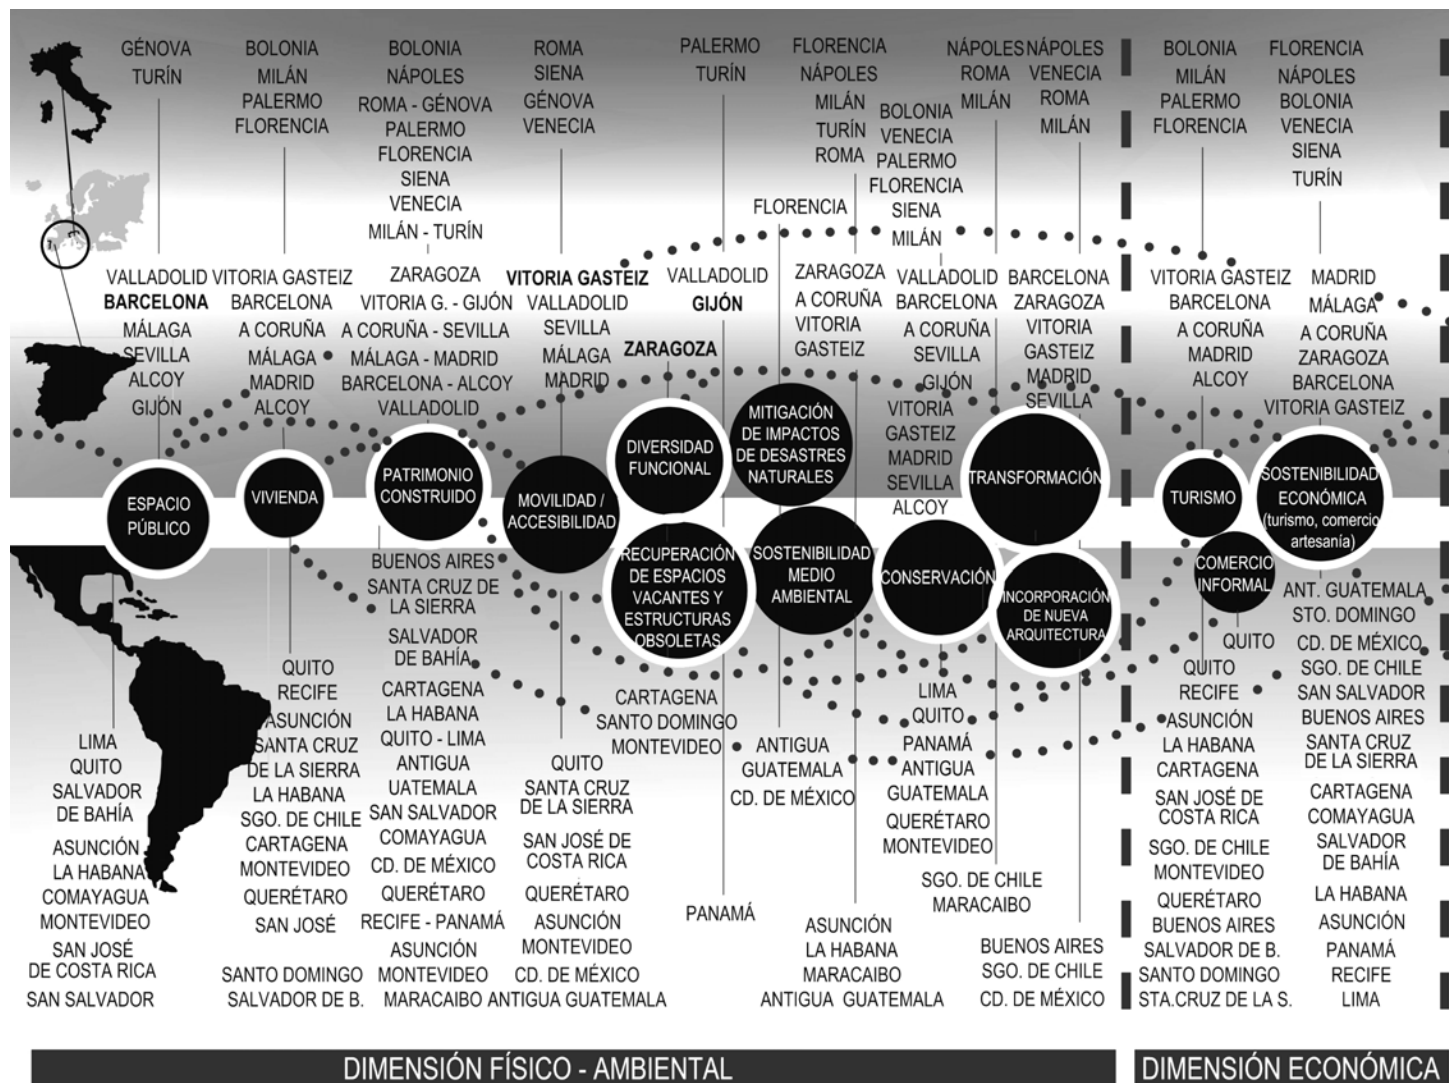 GÉNOVA
TURÍN
BOLONIA
MILÁN
PALERMO
FLORENCIA
BOLONIA
NÁPOLES
ROMA - GÉNOVA
PALERMO
FLORENCIA
SIENA
VENECIA
MILÁN - TURÍN
ROMA
SIENA
GÉNOVA
VENECIA
PALERMO
TURÍN
FLORENCIA
FLORENCIA
NÁPOLES
MILÁN
TURÍN
ROMA
BOLONIA
VENECIA
PALERMO
FLORENCIA
SIENA
MILÁN
NÁPOLES
ROMA
MILÁN
NÁPOLES
VENECIA
ROMA
MILÁN
BOLONIA
MILÁN
PALERMO
FLORENCIA
FLORENCIA
NÁPOLES
BOLONIA
VENECIA
SIENA
TURÍN
VALLADOLID
BARCELONA
MÁLAGA
SEVILLA
ALCOY
GIJÓN
VITORIA GASTEIZ
BARCELONA
A CORUÑA
MÁLAGA
MADRID
ALCOY
ZARAGOZA
VITORIA G. - GIJÓN
A CORUÑA - SEVILLA
MÁLAGA - MADRID
BARCELONA - ALCOY
VALLADOLID
VITORIA GASTEIZ
VALLADOLID
SEVILLA
MÁLAGA
MADRID
VALLADOLID
GIJÓN
ZARAGOZA
ZARAGOZA
A CORUÑA
VITORIA
GASTEIZ
VALLADOLID
BARCELONA
A CORUÑA
SEVILLA
GIJÓN
VITORIA
GASTEIZ
MADRID
SEVILLA
ALCOY
BARCELONA
ZARAGOZA
VITORIA
GASTEIZ
MADRID
SEVILLA
VITORIA GASTEIZ
BARCELONA
A CORUÑA
MADRID
ALCOY
MADRID
MÁLAGA
A CORUÑA
ZARAGOZA
BARCELONA
VITORIA GASTEIZ
ESPACIO
PÚBLICO
VIVIENDA
PATRIMONIO
CONSTRUIDO
MOVILIDAD /
ACCESIBILIDAD
DIVERSIDAD
FUNCIONAL
RECUPERACIÓN
DE ESPACIOS
VACANTES Y
ESTRUCTURAS
OBSOLETAS
MITIGACIÓN
DE IMPACTOS
DE DESASTRES
NATURALES
SOSTENIBILIDAD
MEDIO
AMBIENTAL
CONSERVACIÓN
TRANSFORMACIÓN
INCORPORACIÓN
DE NUEVA
ARQUITECTURA
TURISMO
COMERCIO
INFORMAL
SOSTENIBILIDAD
ECONÓMICA
(turismo, comercio
artesanía)
LIMA
QUITO
SALVADOR
DE BAHÍA
ASUNCIÓN
LA HABANA
COMAYAGUA
MONTEVIDEO
SAN JOSÉ
DE COSTA RICA
SAN SALVADOR
QUITO
RECIFE
ASUNCIÓN
SANTA CRUZ
DE LA SIERRA
LA HABANA
SGO. DE CHILE
CARTAGENA
MONTEVIDEO
QUERÉTARO
SAN JOSÉ
SANTO DOMINGO
SALVADOR DE B.
BUENOS AIRES
SANTA CRUZ DE
LA SIERRA
SALVADOR
DE BAHÍA
CARTAGENA
LA HABANA
QUITO - LIMA
ANTIGUA
UATEMALA
SAN SALVADOR
COMAYAGUA
CD. DE MÉXICO
QUERÉTARO
RECIFE - PANAMÁ
ASUNCIÓN
MONTEVIDEO
MARACAIBO
QUITO
SANTA CRUZ
DE LA SIERRA
SAN JOSÉ DE
COSTA RICA
QUERÉTARO
ASUNCIÓN
MONTEVIDEO
CD. DE MÉXICO
ANTIGUA GUATEMALA
CARTAGENA
SANTO DOMINGO
MONTEVIDEO
PANAMÁ
ANTIGUA
GUATEMALA
CD. DE MÉXICO
ASUNCIÓN
LA HABANA
MARACAIBO
ANTIGUA GUATEMALA
LIMA
QUITO
PANAMÁ
ANTIGUA
GUATEMALA
QUERÉTARO
MONTEVIDEO
SGO. DE CHILE
MARACAIBO
BUENOS AIRES
SGO. DE CHILE
CD. DE MÉXICO
QUITO
RECIFE
ASUNCIÓN
LA HABANA
CARTAGENA
SAN JOSÉ DE
COSTA RICA
SGO. DE CHILE
MONTEVIDEO
QUERÉTARO
BUENOS AIRES
SALVADOR DE B.
SANTO DOMINGO
STA.CRUZ DE LA S.
QUITO
ANT. GUATEMALA
STO. DOMINGO
CD. DE MÉXICO
SGO. DE CHILE
SAN SALVADOR
BUENOS AIRES
SANTA CRUZ
DE LA SIERRA
CARTAGENA
COMAYAGUA
SALVADOR
DE BAHÍA
LA HABANA
ASUNCIÓN
PANAMÁ
RECIFE
LIMA
DIMENSIÓN FÍSICO - AMBIENTAL
DIMENSIÓN ECONÓMICA